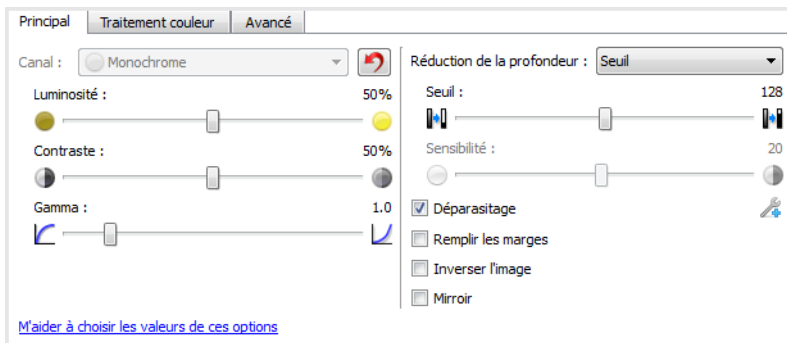 Principal Traitement couleur Avancé
Canal : Monochrome
Luminosité : 50%
Contraste : 50%
Gamma : 1.0
Réduction de la profondeur : Seuil
Seuil : 128
Sensibilité : 20
Déparasitage
Remplir les marges
Inverser l'image
Mirroir
M'aider à choisir les valeurs de ces options